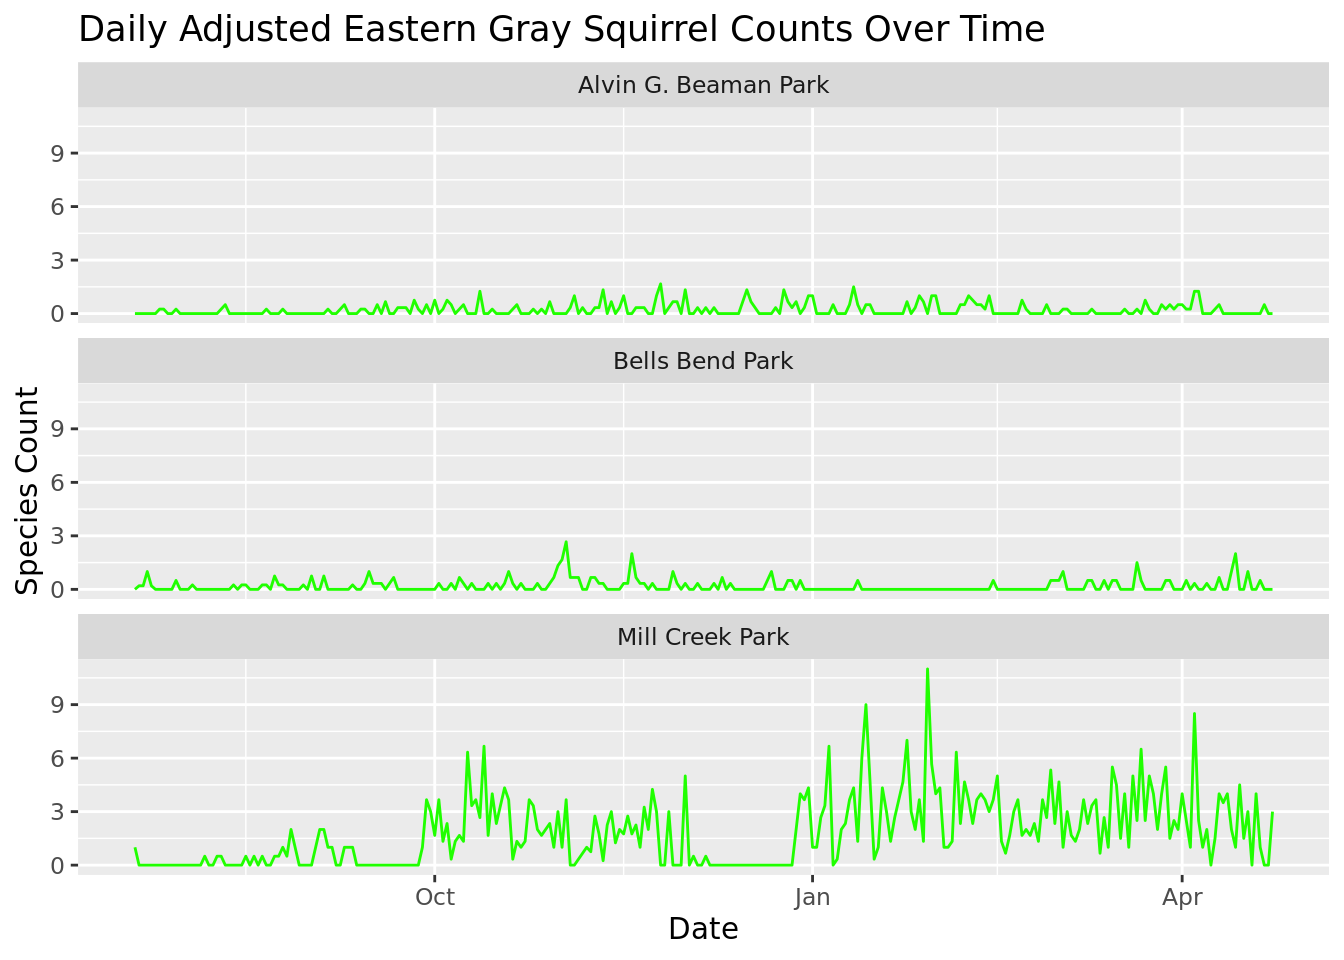 Daily Adjusted Eastern Gray Squirrel Counts Over Time
Alvin G. Beaman Park
9
6
3
0
Bells Bend Park
9
6
3
0
Species Count
Mill Creek Park
9
6
3
0
Oct
Jan
Apr
Date